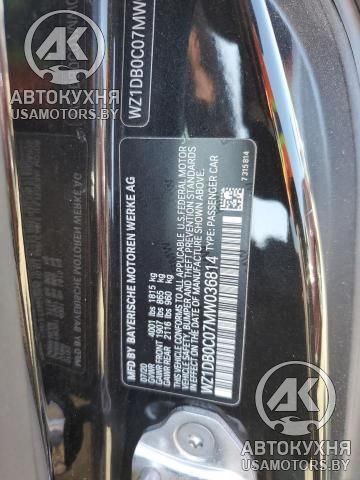 АК
АВТОКУХНЯ
USAMOTORS.BY
WZ1DB0C07MW
MFD BY BAYERISCHE MOTOREN WERKE AG
07/20
GVWR 4001 lbs 1815 kg
GAWR FRONT 1907 lbs 865 kg
GAWR REAR 2116 lbs 960 kg
THIS VEHICLE CONFORMS TO ALL APPLICABLE U.S. FEDERAL MOTOR
VEHICLE SAFETY, BUMPER, AND THEFT PREVENTION STANDARDS
IN EFFECT ON THE DATE OF MANUFACTURE SHOWN ABOVE.
WZ1DB0C07MW036814 TYPE: PASSENGER CAR
7 315 814
АК
АВТОКУХНЯ
USAMOTORS.BY